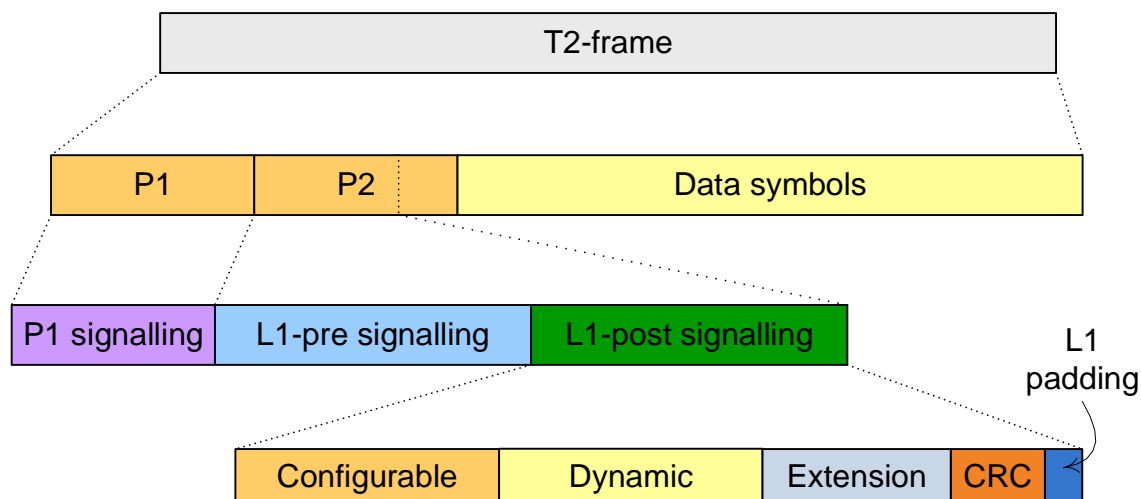 T2-frame
P1
P2
Data symbols
P1 signalling
L1-pre signalling
L1-post signalling
L1
padding
Configurable
Dynamic
Extension
CRC